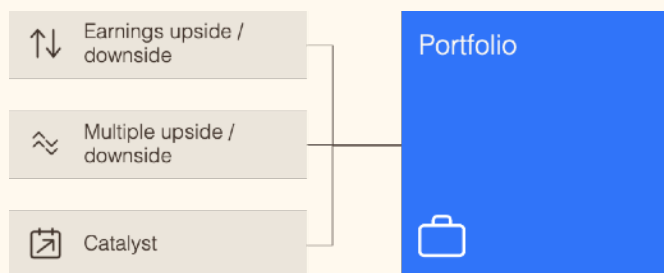 Earnings upside /
downside
Multiple upside /
downside
Catalyst
Portfolio